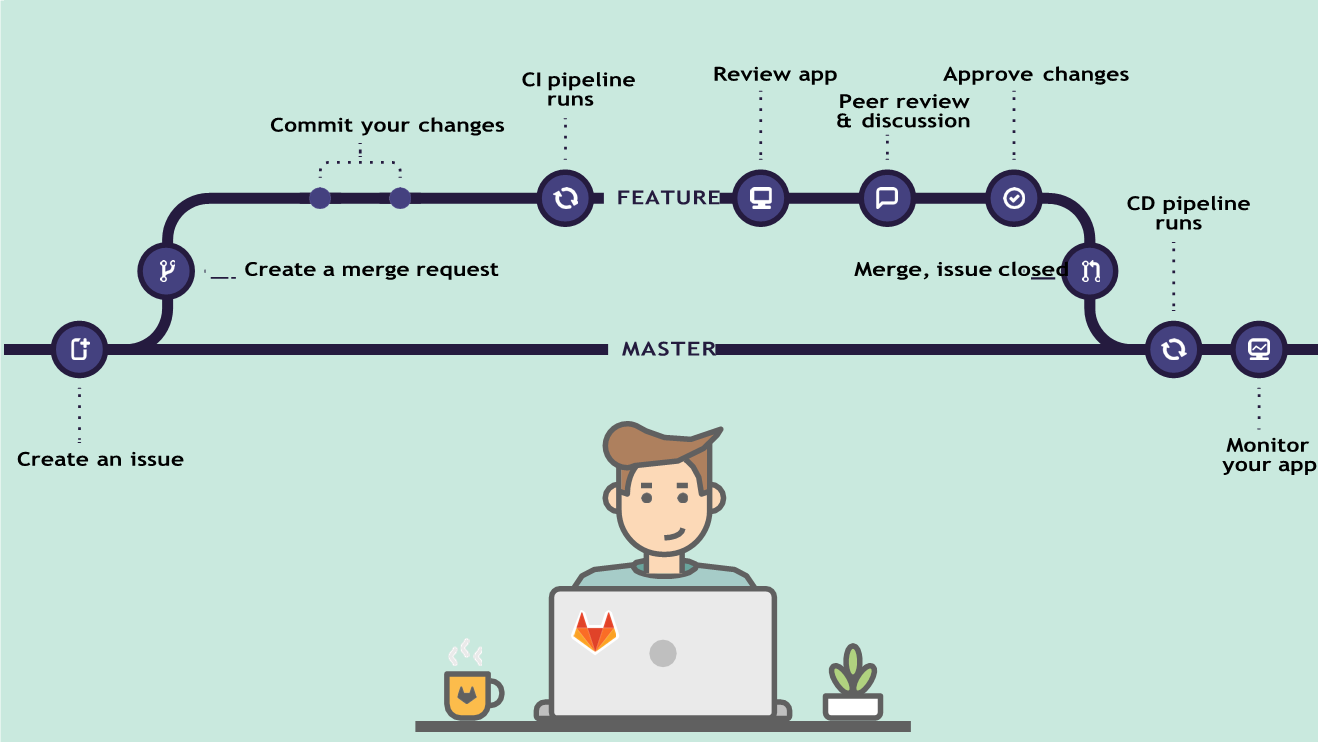 Review app
Approve changes
CI pipeline
runs
Peer review
& discussion
Commit your changes
FEATURE
CD pipeline
runs
Create a merge request
Merge, issue closed
MASTER
Create an issue
Monitor
your app